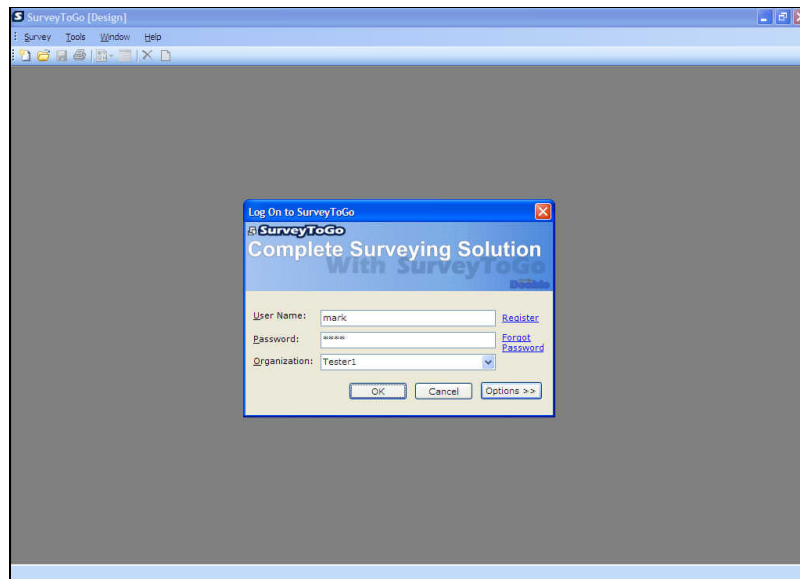 SurveyToGo [Design]
Survey Tools Window Help
Log On to SurveyToGo
SurveyToGo
Complete Surveying Solution
With SurveyToGo
Dooblo
User Name: mark Register
Password: **** Forgot
Password
Organization: Tester1
OK Cancel Options >>